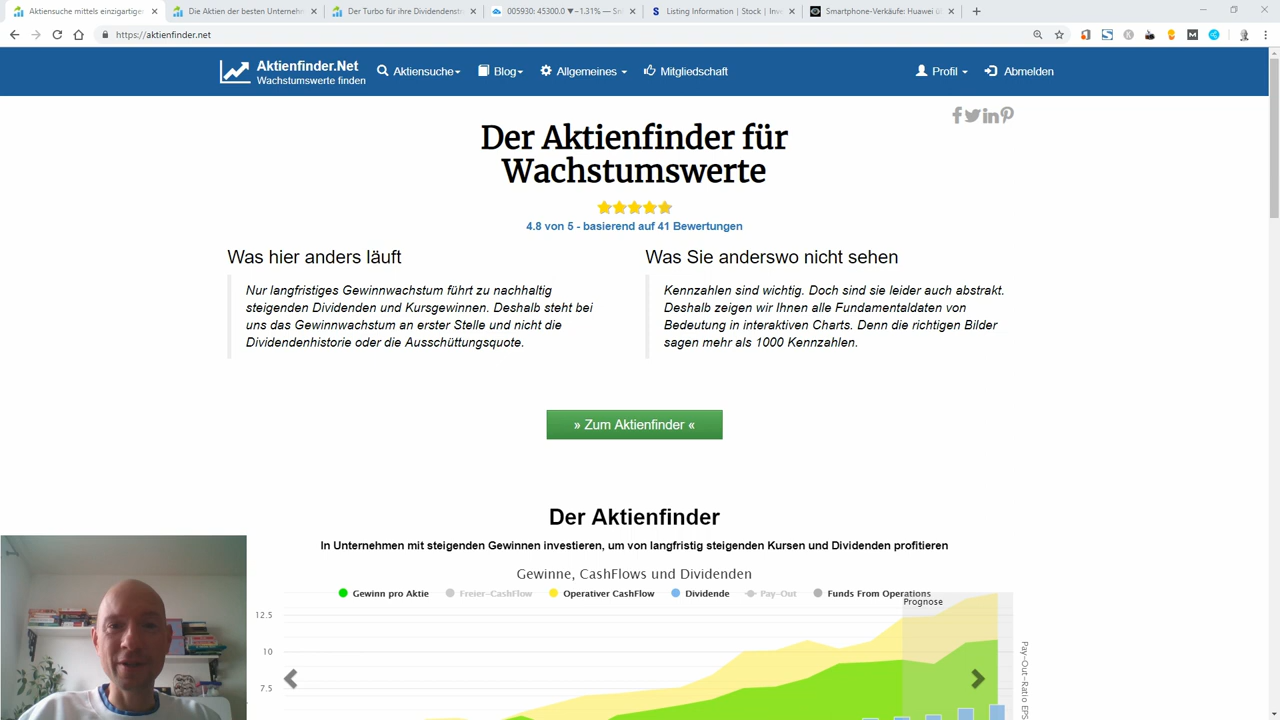 Aktiensuche mittels einzigartiger
Die Aktien der besten Unternehm
Der Turbo für ihre Dividendenst
005930: 45300.0 ▼−1.31% — Sn
Listing Information | Stock | Inve
Smartphone-Verkäufe: Huawei ü
https://aktienfinder.net
Aktienfinder.Net
Wachstumswerte finden
Aktiensuche
Blog
Allgemeines
Mitgliedschaft
Profil
Abmelden
Der Aktienfinder für
Wachstumswerte
4.8 von 5 - basierend auf 41 Bewertungen
Was hier anders läuft
Nur langfristiges Gewinnwachstum führt zu nachhaltig
steigenden Dividenden und Kursgewinnen. Deshalb steht bei
uns das Gewinnwachstum an erster Stelle und nicht die
Dividendenhistorie oder die Ausschüttungsquote.
Was Sie anderswo nicht sehen
Kennzahlen sind wichtig. Doch sind sie leider auch abstrakt.
Deshalb zeigen wir Ihnen alle Fundamentaldaten von
Bedeutung in interaktiven Charts. Denn die richtigen Bilder
sagen mehr als 1000 Kennzahlen.
» Zum Aktienfinder «
Der Aktienfinder
In Unternehmen mit steigenden Gewinnen investieren, um von langfristig steigenden Kursen und Dividenden profitieren
Gewinne, CashFlows und Dividenden
Gewinn pro Aktie
Free-CashFlow
Operativer CashFlow
Dividende
Pay-Out
Funds From Operations
Prognose
12.5
10
7.5
Pay-Out-Ratio EPS